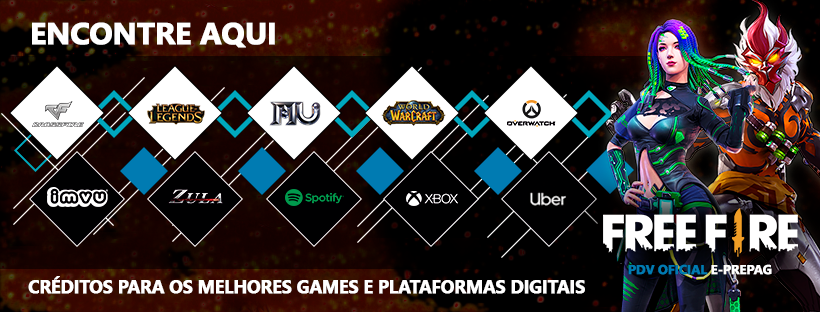 ENCONTRE AQUI
CROSSFIRE
LEAGUE OF LEGENDS
MU
WORLD OF WARCRAFT
OVERWATCH
imvu
ZULA
Spotify
XBOX
Uber
FREE FIRE
PDV OFICIAL E-PREPAG
CRÉDITOS PARA OS MELHORES GAMES E PLATAFORMAS DIGITAIS